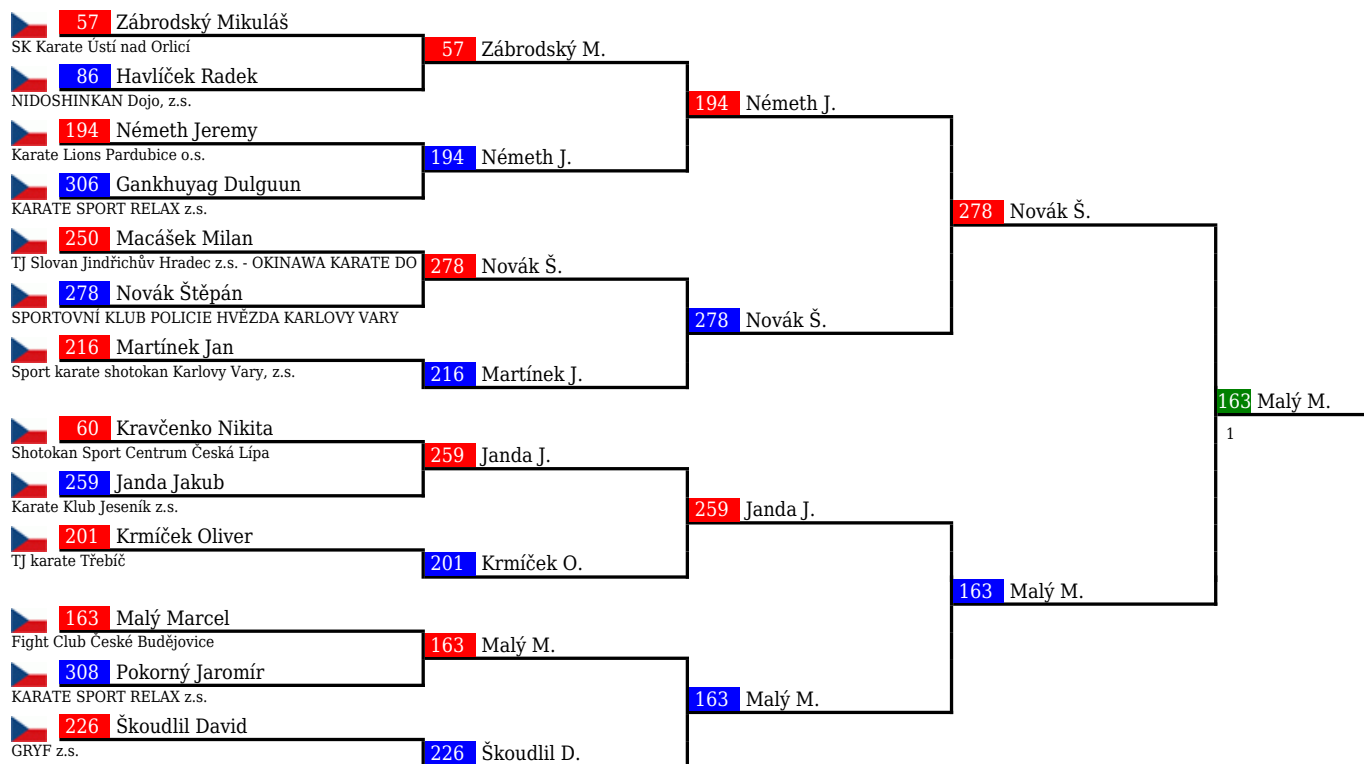 57 Zábrodský Mikuláš
SK Karate Ústí nad Orlicí
57 Zábrodský M.
86 Havlíček Radek
NIDOSHINKAN Dojo, z.s.
194 Németh J.
194 Németh Jeremy
Karate Lions Pardubice o.s.
194 Németh J.
306 Gankhuyag Dulguun
KARATE SPORT RELAX z.s.
278 Novák Š.
250 Macášek Milan
TJ Slovan Jindřichův Hradec z.s. - OKINAWA KARATE DO
278 Novák Š.
278 Novák Štěpán
SPORTOVNÍ KLUB POLICIE HVĚZDA KARLOVY VARY
278 Novák Š.
216 Martínek Jan
Sport karate shotokan Karlovy Vary, z.s.
216 Martínek J.
163 Malý M.
1
60 Kravčenko Nikita
Shotokan Sport Centrum Česká Lípa
259 Janda J.
259 Janda Jakub
Karate Klub Jeseník z.s.
259 Janda J.
201 Krmíček Oliver
TJ karate Třebíč
201 Krmíček O.
163 Malý M.
163 Malý Marcel
Fight Club České Budějovice
163 Malý M.
308 Pokorný Jaromír
KARATE SPORT RELAX z.s.
163 Malý M.
226 Škoudlil David
GRYF z.s.
226 Škoudlil D.